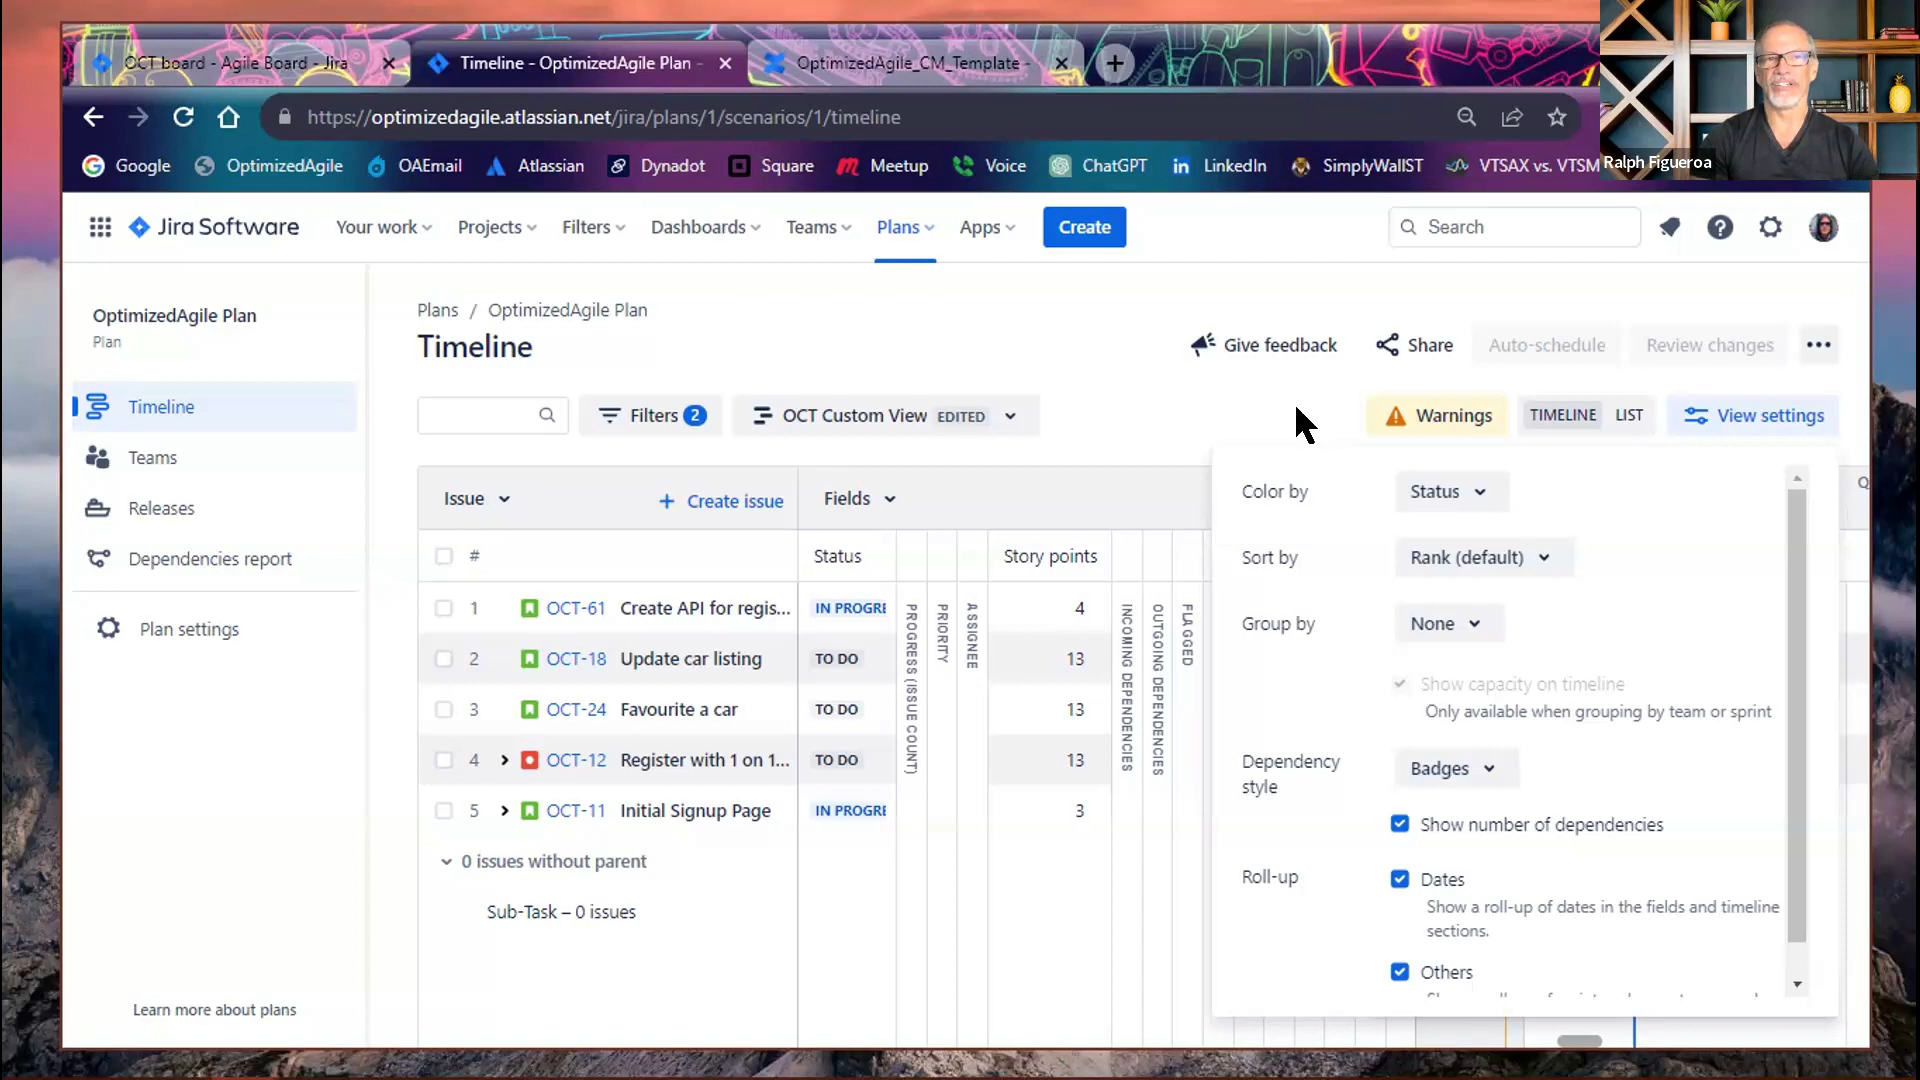 OCT board - Agile Board - Jira
Timeline - OptimizedAgile Plan -
OptimizedAgile_CM_Template -
https://optimizedagile.atlassian.net/jira/plans/1/scenarios/1/timeline
Google
OptimizedAgile
OAEmail
Atlassian
Dynadot
Square
Meetup
Voice
ChatGPT
LinkedIn
SimplyWallST
VTSAX vs. VTSM
Ralph Figueroa
Jira Software
Your work
Projects
Filters
Dashboards
Teams
Plans
Apps
Create
Search
OptimizedAgile Plan
Plan
Timeline
Teams
Releases
Dependencies report
Plan settings
Learn more about plans
Plans / OptimizedAgile Plan
Timeline
Give feedback
Share
Auto-schedule
Review changes
Filters 2
OCT Custom View EDITED
Warnings
TIMELINE
LIST
View settings
Issue
+ Create issue
Fields
Q
#
Status
PROGRESS (ISSUE COUNT)
PRIORITY
ASSIGNEE
Story points
INCOMING DEPENDENCIES
OUTGOING DEPENDENCIES
FLAGGED
1 OCT-61 Create API for regis... IN PROGRE 4
2 OCT-18 Update car listing TO DO 13
3 OCT-24 Favourite a car TO DO 13
4 OCT-12 Register with 1 on 1... TO DO 13
5 OCT-11 Initial Signup Page IN PROGRE 3
0 issues without parent
Sub-Task – 0 issues
Color by
Status
Sort by
Rank (default)
Group by
None
Show capacity on timeline
Only available when grouping by team or sprint
Dependency
style
Badges
Show number of dependencies
Roll-up
Dates
Show a roll-up of dates in the fields and timeline
sections.
Others